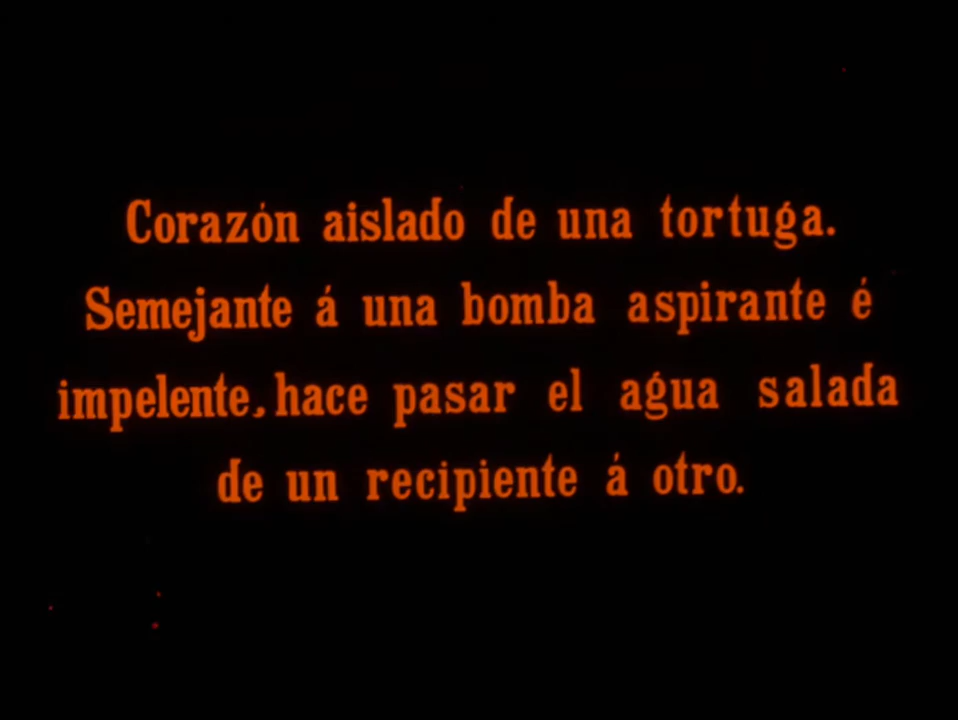 Corazón aislado de una tortuga.
Semejante á una bomba aspirante é
impelente, hace pasar el agua salada
de un recipiente á otro.